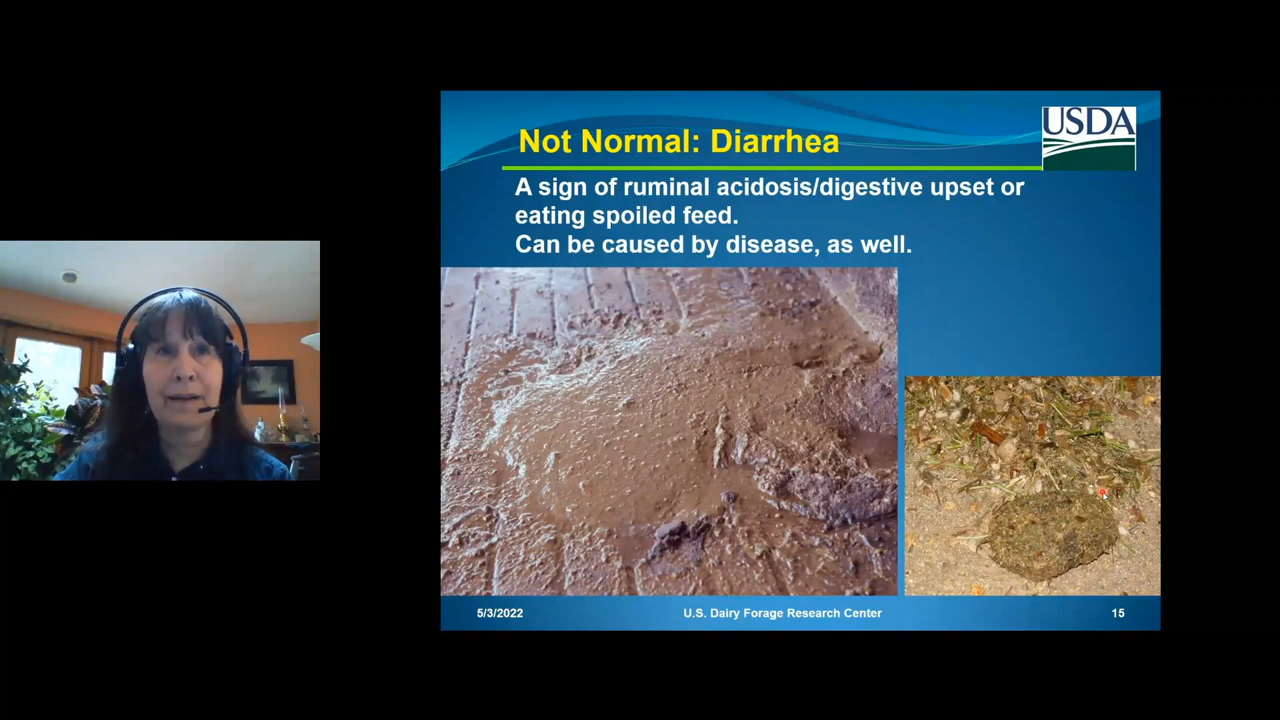 USDA
Not Normal: Diarrhea
A sign of ruminal acidosis/digestive upset or
eating spoiled feed.
Can be caused by disease, as well.
5/3/2022
U.S. Dairy Forage Research Center
15